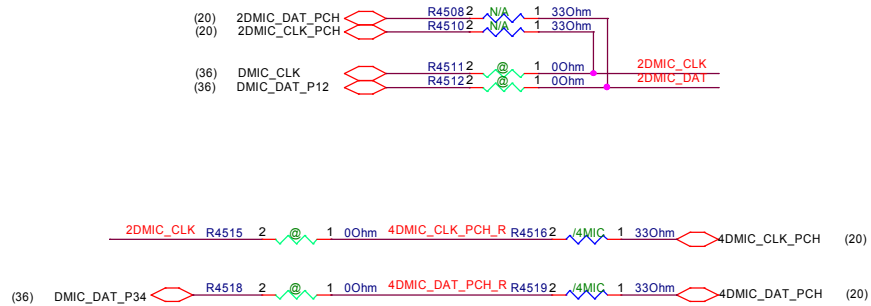 (20) 2DMIC_DAT_PCH R4508 2 N/A 1 33Ohm
(20) 2DMIC_CLK_PCH R4510 2 N/A 1 33Ohm
(36) DMIC_CLK R4511 2 @ 1 0Ohm 2DMIC_CLK
(36) DMIC_DAT_P12 R4512 2 @ 1 0Ohm 2DMIC_DAT
2DMIC_CLK R4515 2 @ 1 0Ohm 4DMIC_CLK_PCH_R R4516 2 /4MIC 1 33Ohm 4DMIC_CLK_PCH (20)
(36) DMIC_DAT_P34 R4518 2 @ 1 0Ohm 4DMIC_DAT_PCH_R R4519 2 /4MIC 1 33Ohm 4DMIC_DAT_PCH (20)